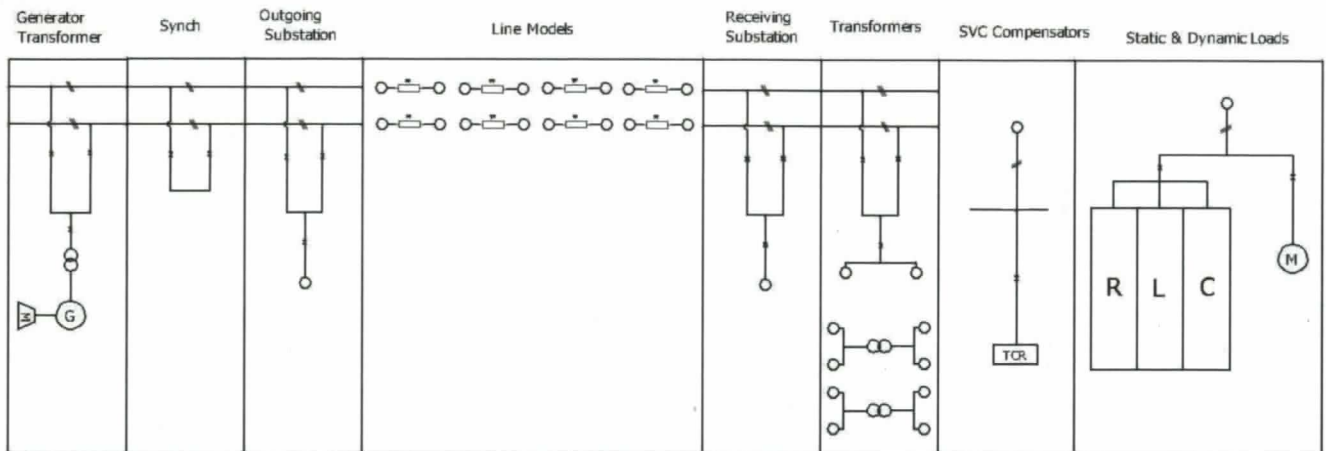 Generator
Transformer
Synch
Outgoing
Substation
Line Models
Receiving
Substation
Transformers
SVC Compensators
Static & Dynamic Loads
G
M
R
L
C
M
TCR